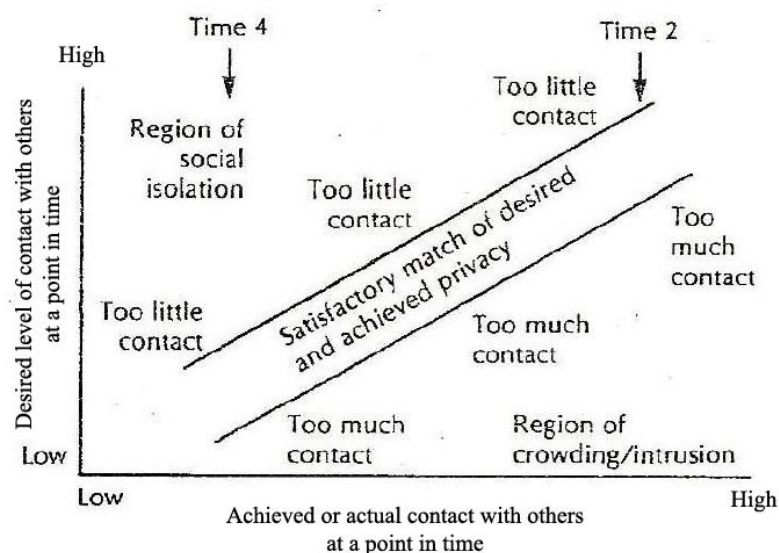 Time 4
Time 2
High
Too little
contact
Region of
social
isolation
Too little
contact
Desired level of contact with others
at a point in time
Satisfactory match of desired
and achieved privacy
Too
much
contact
Too little
contact
Too much
contact
Too much
contact
Region of
crowding/intrusion
Low
Low
High
Achieved or actual contact with others
at a point in time